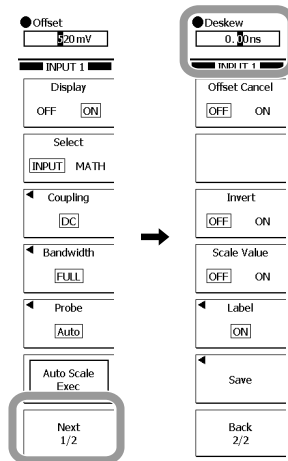 Offset
520 mV
INPUT 1
Display
OFF ON
Select
INPUT MATH
Coupling
DC
Bandwidth
FULL
Probe
Auto
Auto Scale
Exec
Next
1/2
Deskew
0.00ns
INPUT 1
Offset Cancel
OFF ON
Invert
OFF ON
Scale Value
OFF ON
Label
ON
Save
Back
2/2